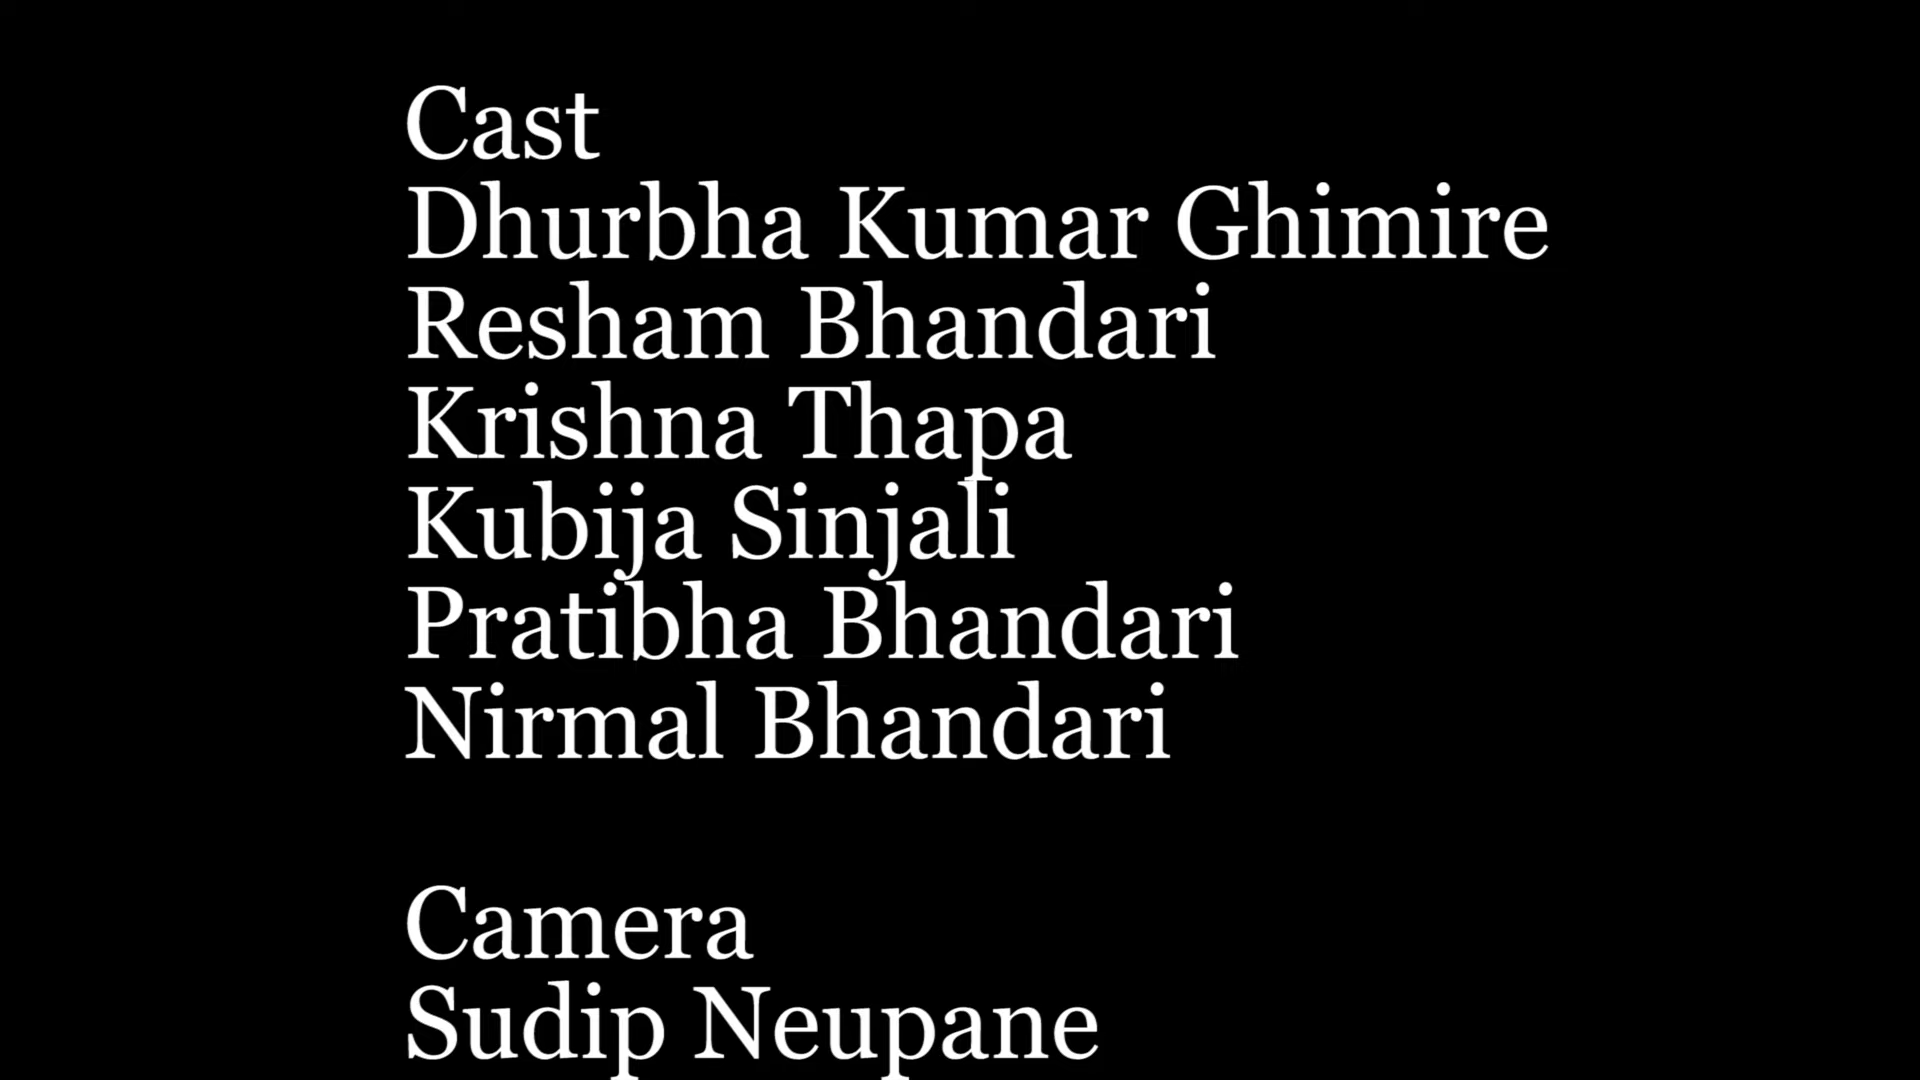 Cast
Dhurbha Kumar Ghimire
Resham Bhandari
Krishna Thapa
Kubija Sinjali
Pratibha Bhandari
Nirmal Bhandari
Camera
Sudip Neupane